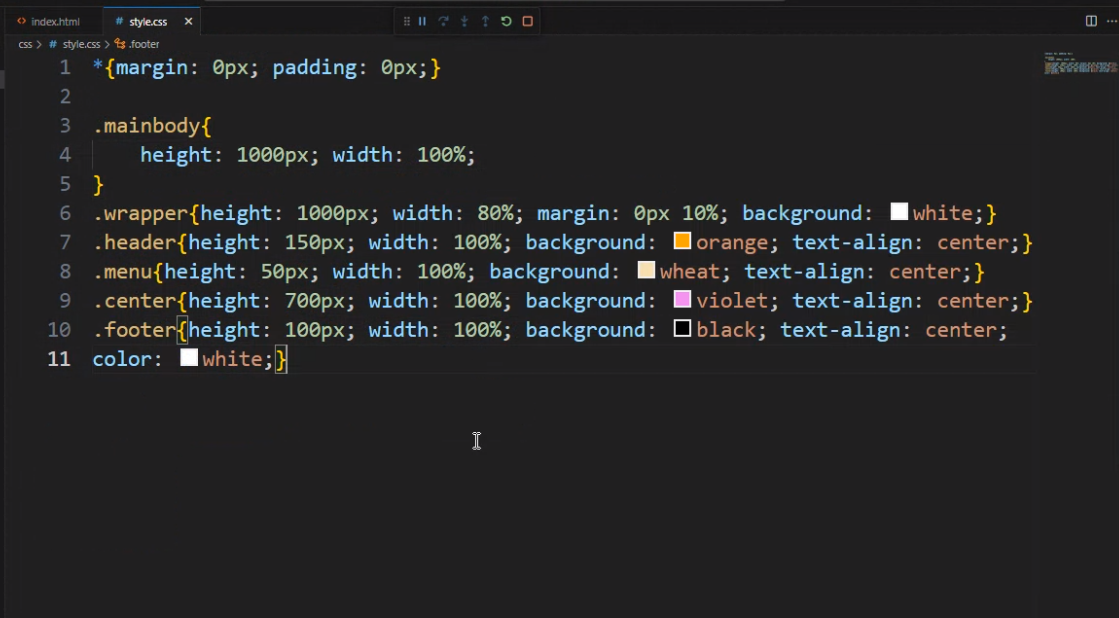 index.html
style.css
css > style.css > .footer
1 *{margin: 0px; padding: 0px;}
2
3 .mainbody{
4 height: 1000px; width: 100%;
5 }
6 .wrapper{height: 1000px; width: 80%; margin: 0px 10%; background: white;}
7 .header{height: 150px; width: 100%; background: orange; text-align: center;}
8 .menu{height: 50px; width: 100%; background: wheat; text-align: center;}
9 .center{height: 700px; width: 100%; background: violet; text-align: center;}
10 .footer{height: 100px; width: 100%; background: black; text-align: center;
11 color: white;}